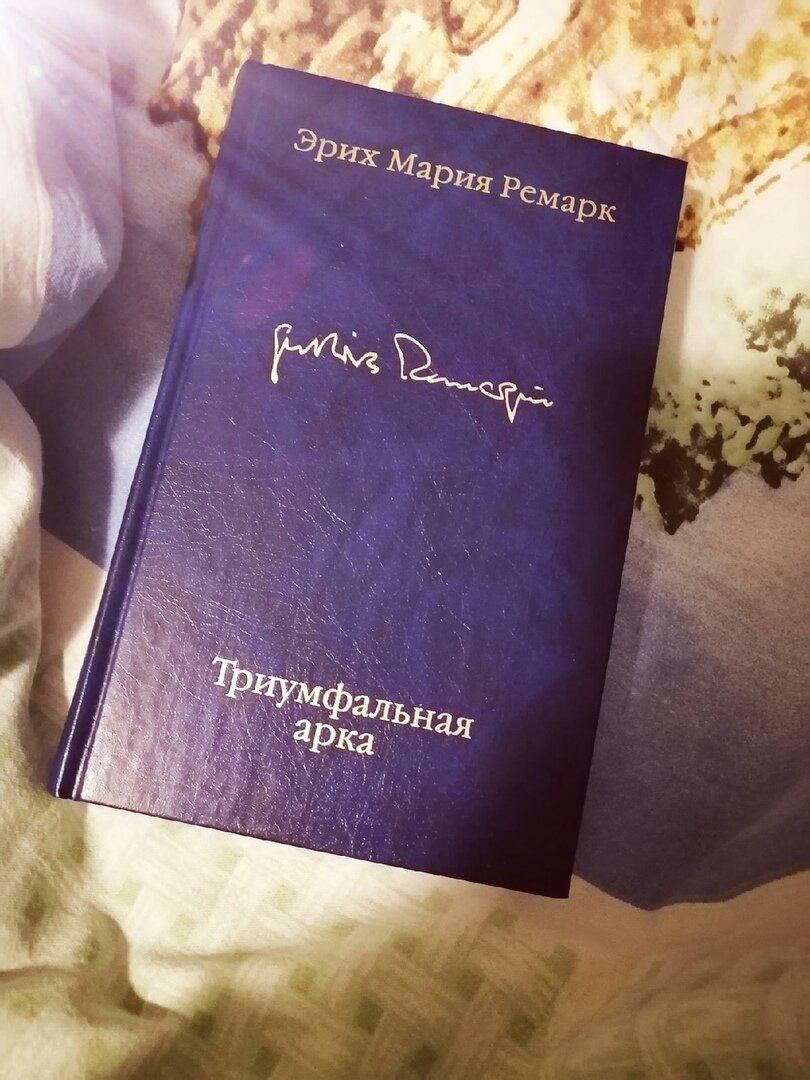 Эрих Мария Ремарк
Триумфальная
арка